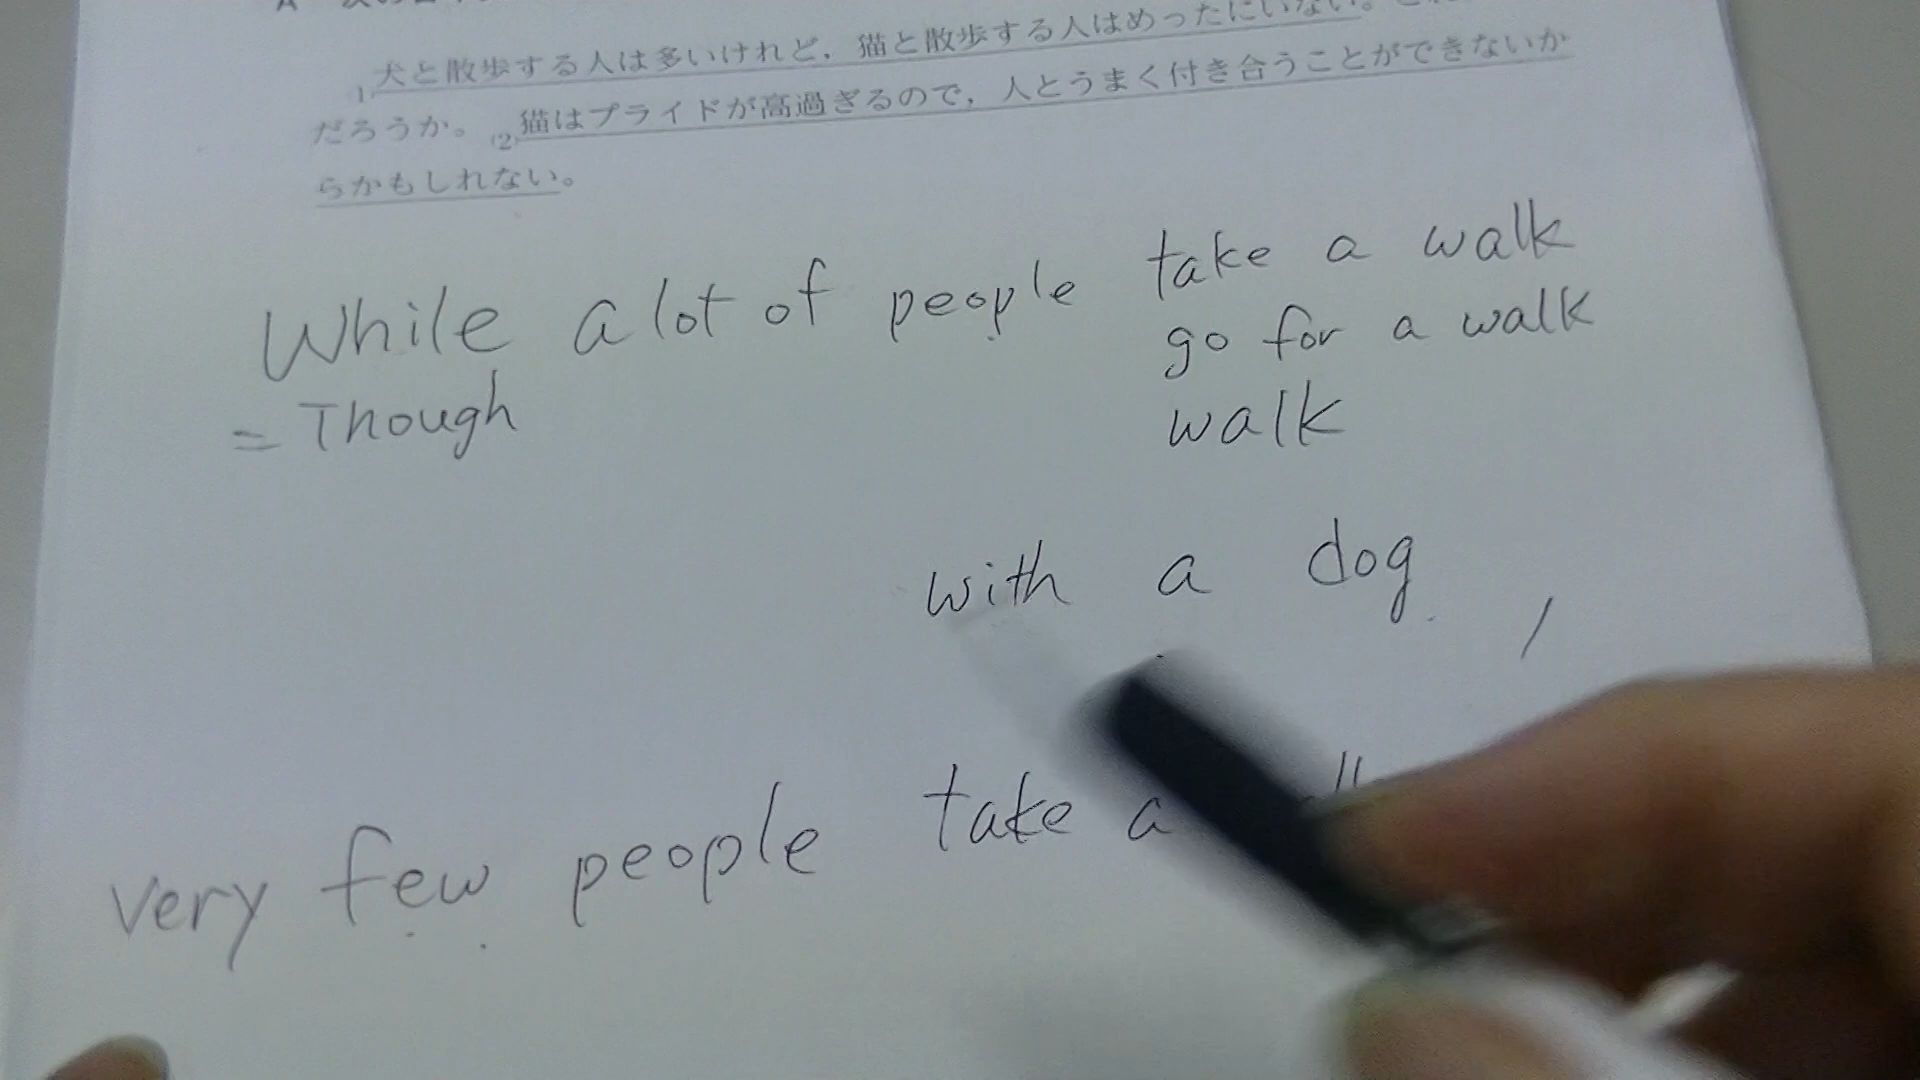 犬と散歩する人は多いけれど，猫と散歩する人はめったにいない。
だろうか。(2)猫はプライドが高過ぎるので，人とうまく付き合うことができないか
らかもしれない。
While a lot of people take a walk
go for a walk
= Though
walk
with a dog,
very few people take a